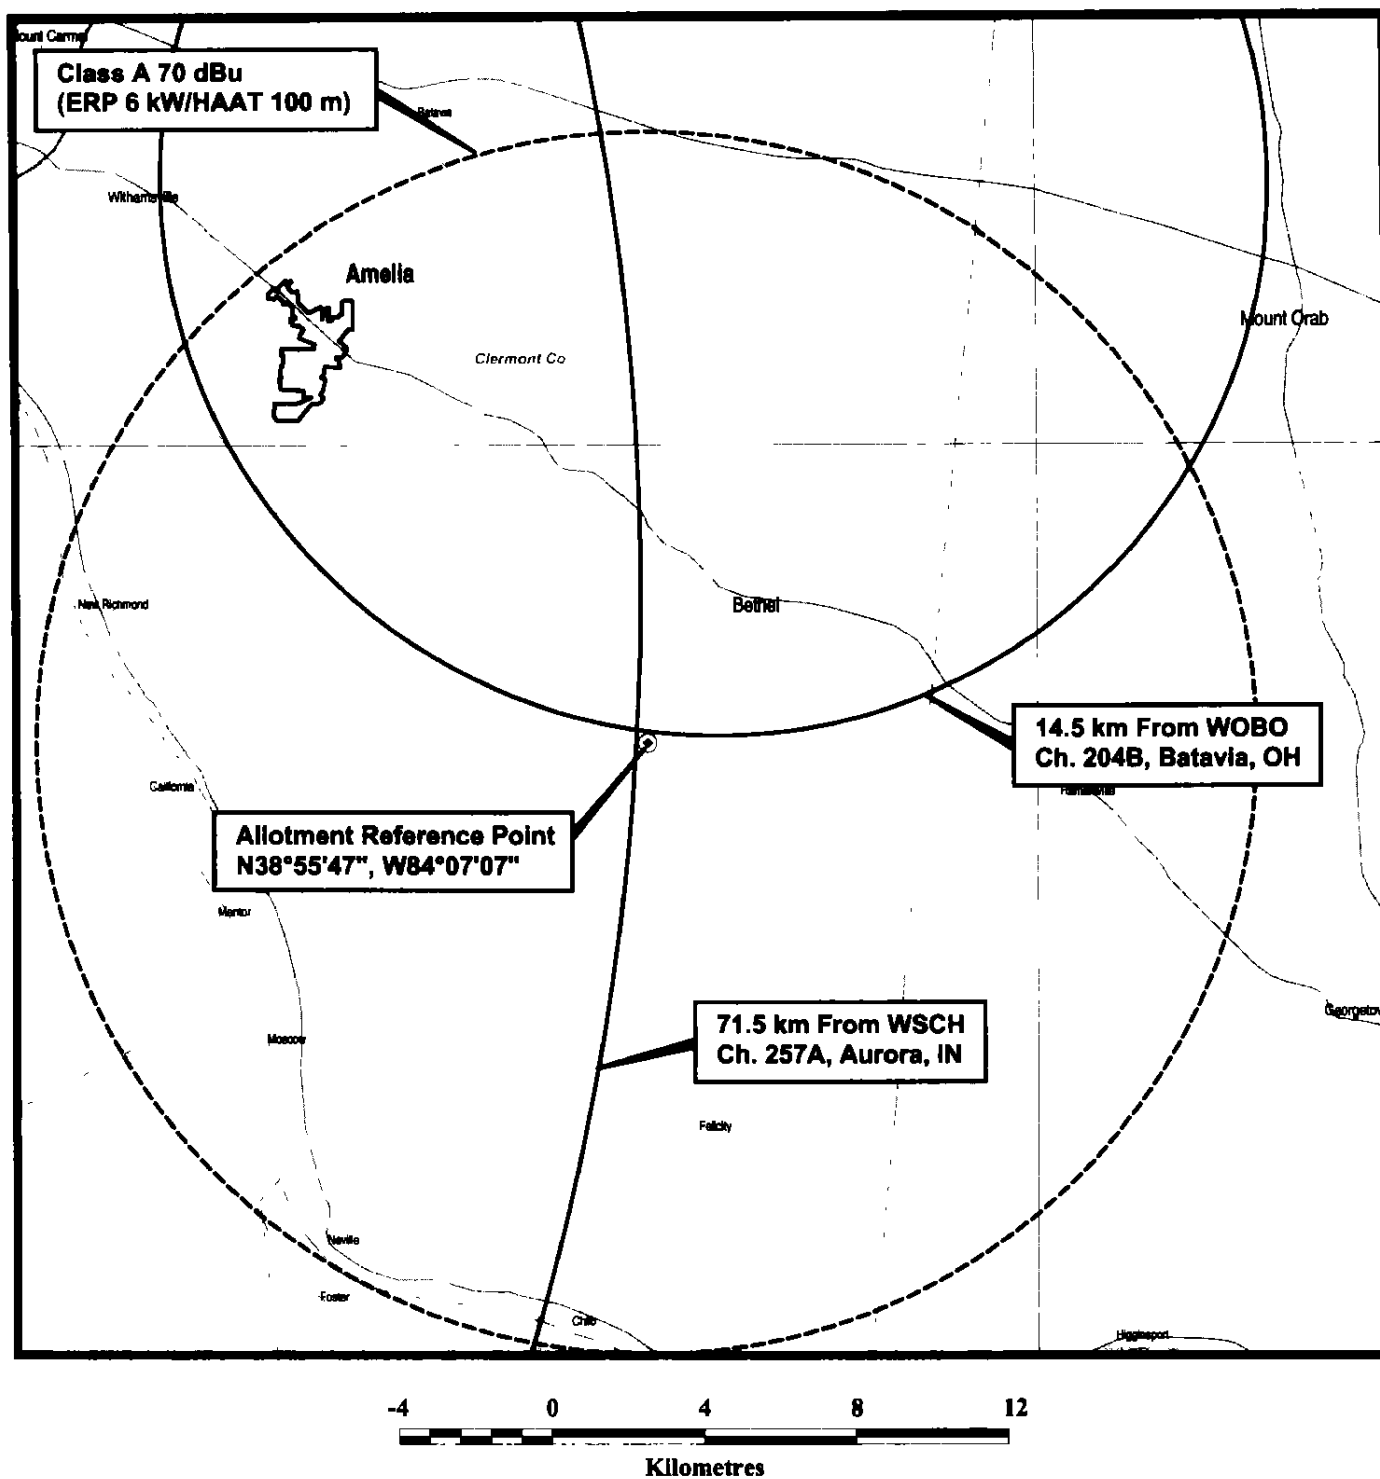 Mount Carmel
Class A 70 dBu
(ERP 6 kW/HAAT 100 m)
Batavia
Withamsville
Amelia
Mount Orab
Clermont Co
New Richmond
Bethel
14.5 km From WOBO
Ch. 204B, Batavia, OH
California
Allotment Reference Point
N38°55'47", W84°07'07"
Mentor
71.5 km From WSCH
Ch. 257A, Aurora, IN
Georgetow
Moscow
Felicity
Neville
Foster
Chilo
Higginsport
-4 0 4 8 12
Kilometres